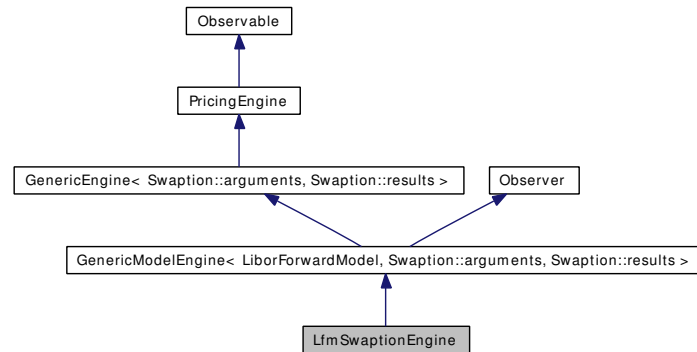 Observable
PricingEngine
GenericEngine< Swaption::arguments, Swaption::results >
Observer
GenericModelEngine< LiborForwardModel, Swaption::arguments, Swaption::results >
LfmSwaptionEngine